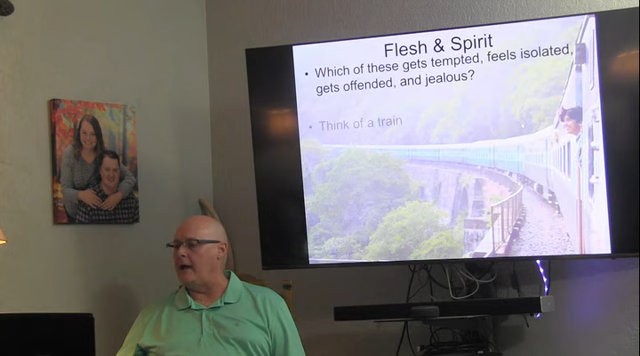 Flesh & Spirit
• Which of these gets tempted, feels isolated,
gets offended, and jealous?
• Think of a train